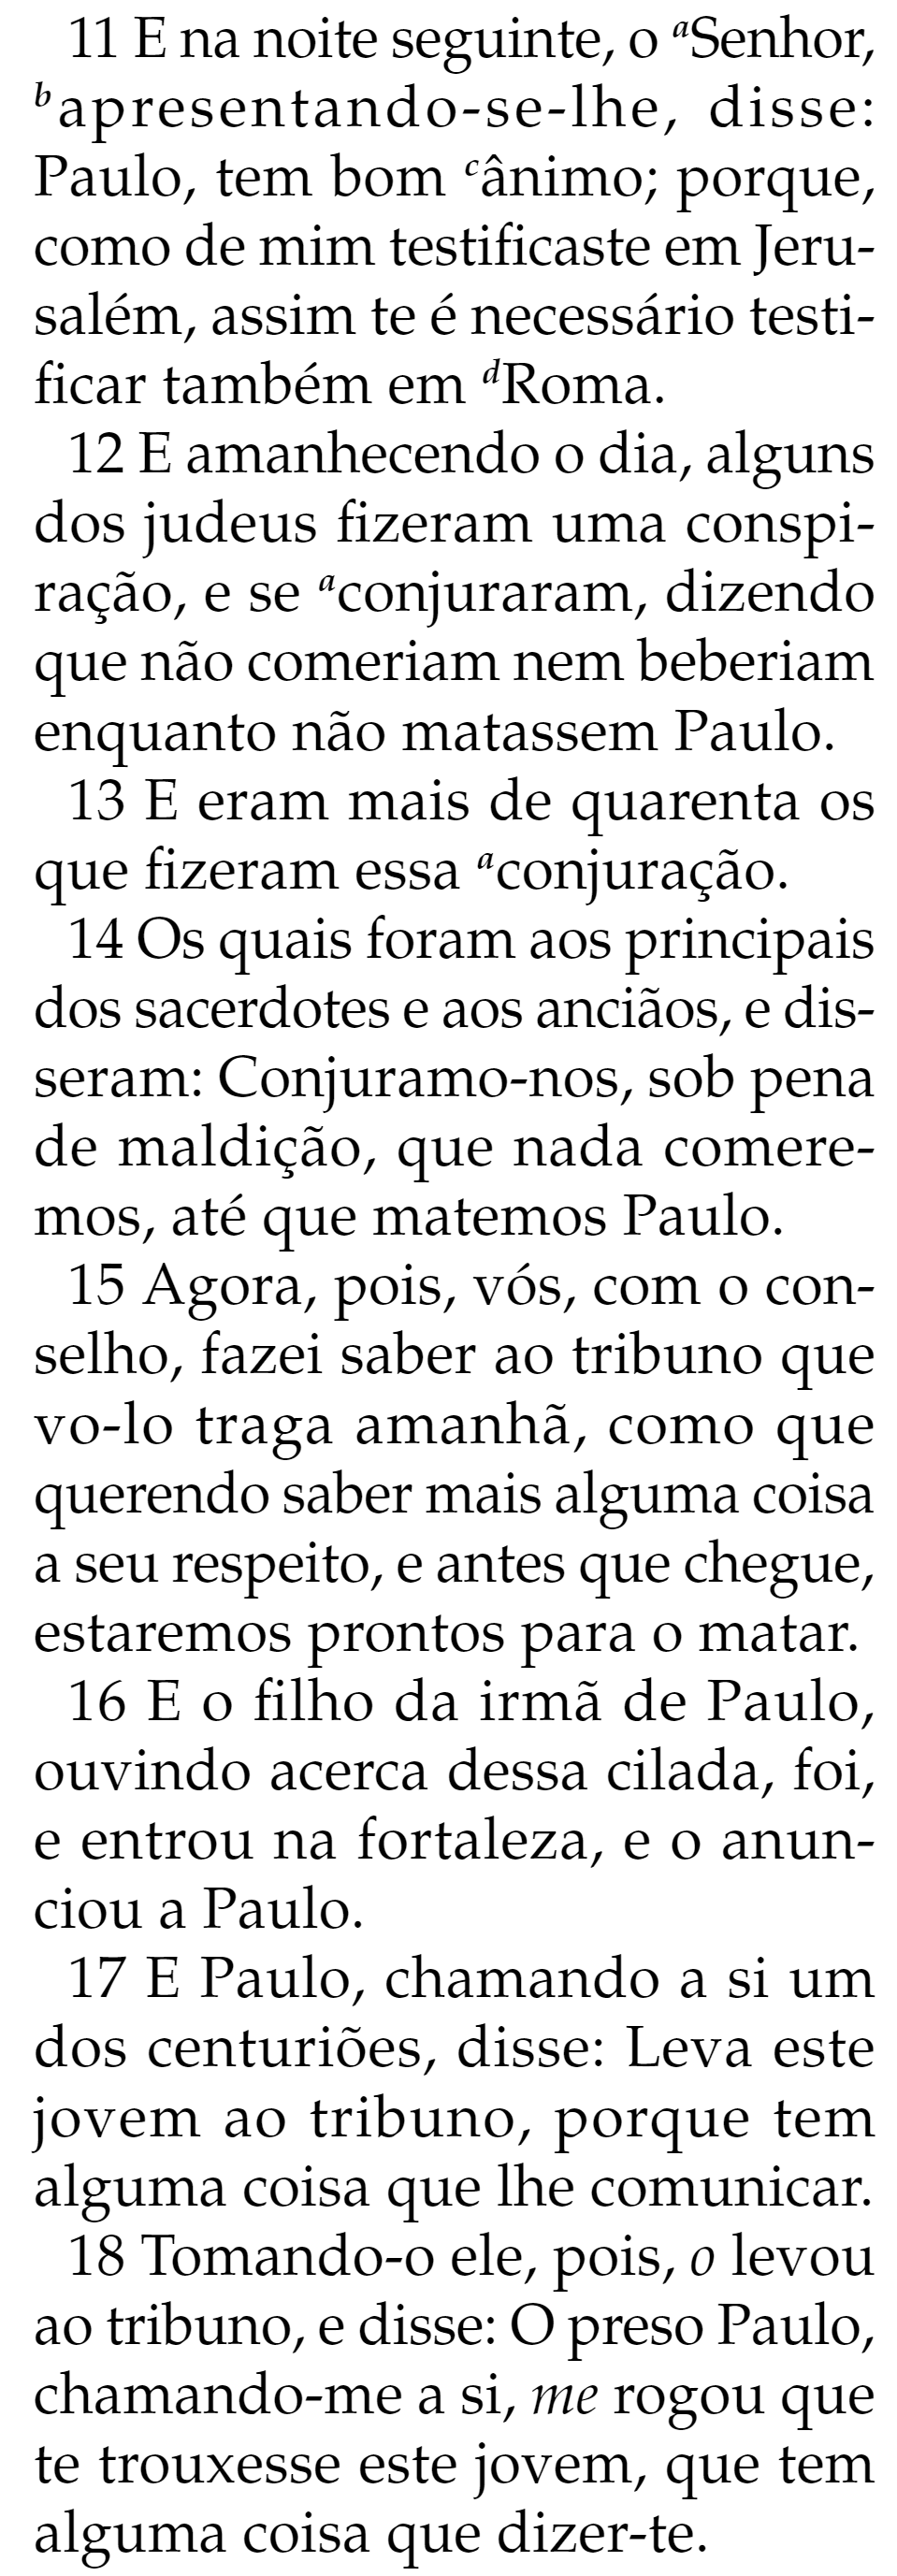 11 E na noite seguinte, o aSenhor,
bapresentando-se-lhe, disse:
Paulo, tem bom cânimo; porque,
como de mim testificaste em Jeru-
salém, assim te é necessário testi-
ficar também em dRoma.
12 E amanhecendo o dia, alguns
dos judeus fizeram uma conspi-
ração, e se aconjuraram, dizendo
que não comeriam nem beberiam
enquanto não matassem Paulo.
13 E eram mais de quarenta os
que fizeram essa aconjuração.
14 Os quais foram aos principais
dos sacerdotes e aos anciãos, e dis-
seram: Conjuramo-nos, sob pena
de maldição, que nada comere-
mos, até que matemos Paulo.
15 Agora, pois, vós, com o con-
selho, fazei saber ao tribuno que
vo-lo traga amanhã, como que
querendo saber mais alguma coisa
a seu respeito, e antes que chegue,
estaremos prontos para o matar.
16 E o filho da irmã de Paulo,
ouvindo acerca dessa cilada, foi,
e entrou na fortaleza, e o anun-
ciou a Paulo.
17 E Paulo, chamando a si um
dos centuriões, disse: Leva este
jovem ao tribuno, porque tem
alguma coisa que lhe comunicar.
18 Tomando-o ele, pois, o levou
ao tribuno, e disse: O preso Paulo,
chamando-me a si, me rogou que
te trouxesse este jovem, que tem
alguma coisa que dizer-te.